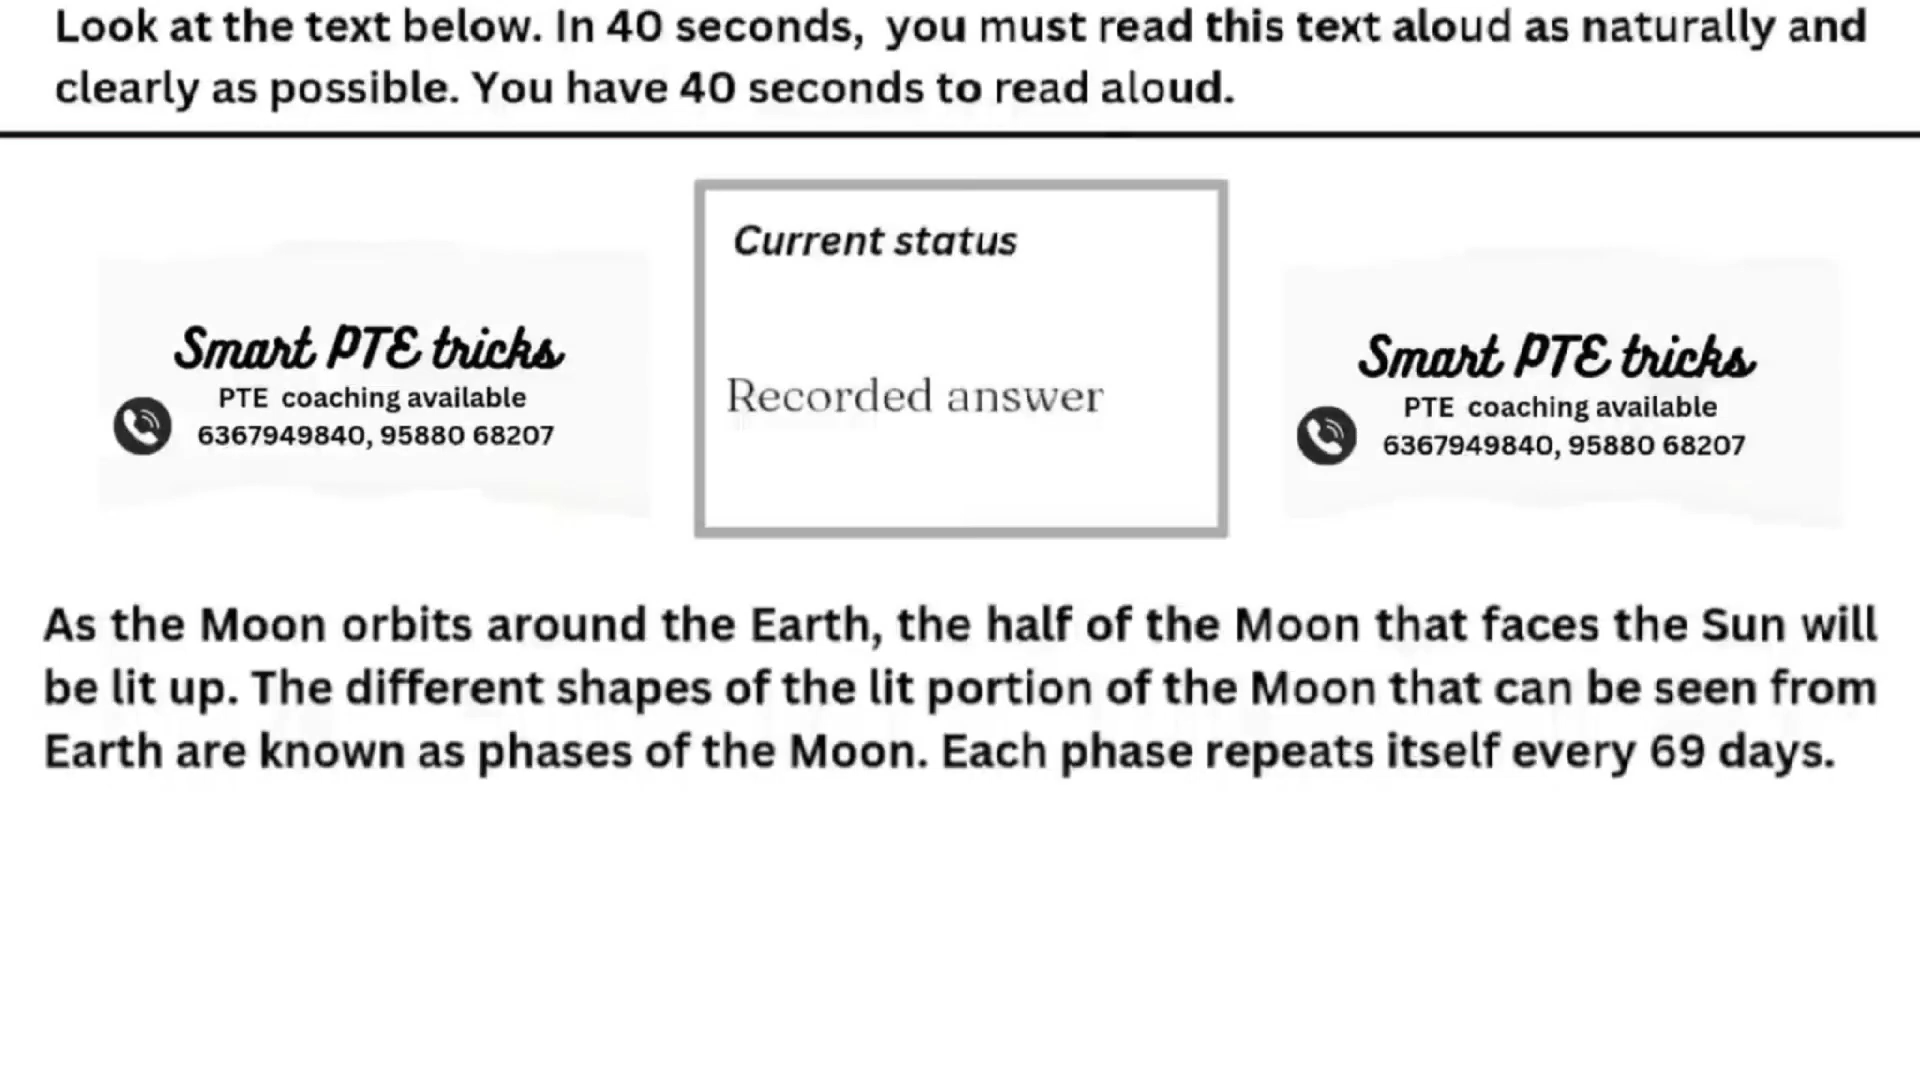 Look at the text below. In 40 seconds, you must read this text aloud as naturally and
clearly as possible. You have 40 seconds to read aloud.
Current status
Recorded answer
Smart PTE tricks
PTE coaching available
6367949840, 95880 68207
Smart PTE tricks
PTE coaching available
6367949840, 95880 68207
As the Moon orbits around the Earth, the half of the Moon that faces the Sun will
be lit up. The different shapes of the lit portion of the Moon that can be seen from
Earth are known as phases of the Moon. Each phase repeats itself every 69 days.